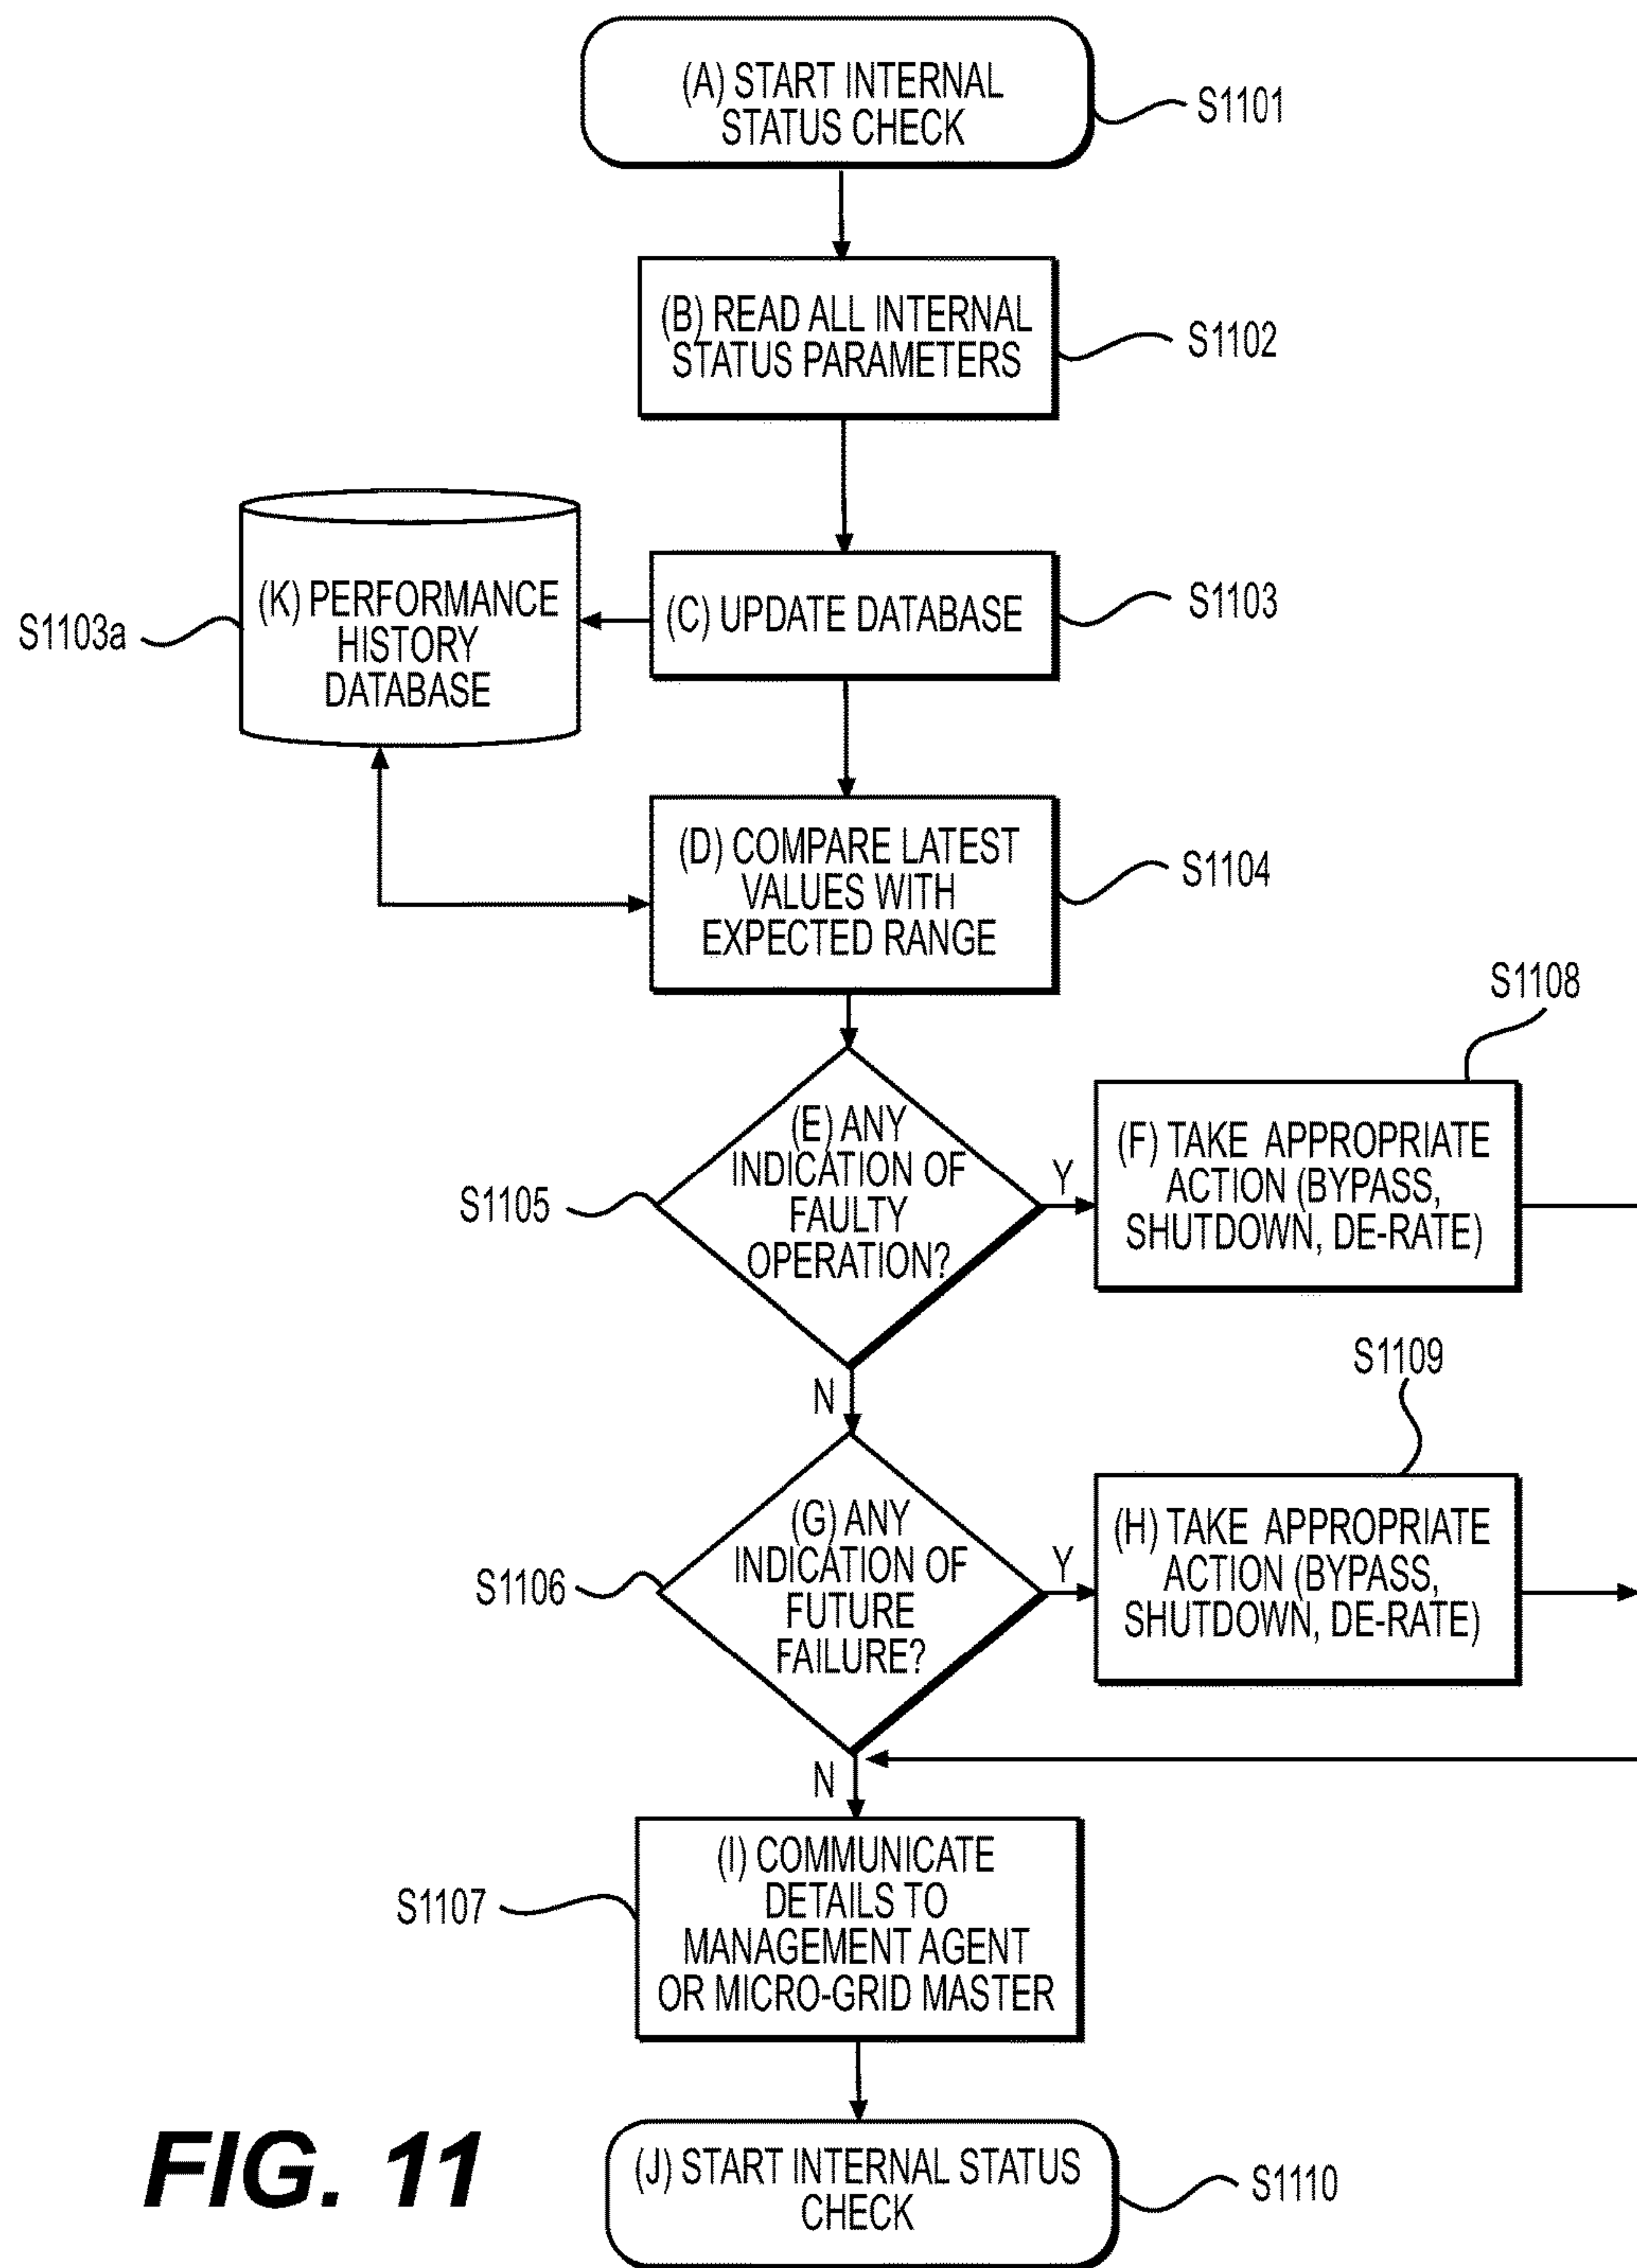 (A) START INTERNAL
STATUS CHECK
S1101
(B) READ ALL INTERNAL
STATUS PARAMETERS
S1102
(K) PERFORMANCE
HISTORY
DATABASE
S1103a
(C) UPDATE DATABASE
S1103
(D) COMPARE LATEST
VALUES WITH
EXPECTED RANGE
S1104
(E) ANY
INDICATION OF
FAULTY
OPERATION?
S1105
Y
N
S1108
(F) TAKE APPROPRIATE
ACTION (BYPASS,
SHUTDOWN, DE-RATE)
(G) ANY
INDICATION OF
FUTURE
FAILURE?
S1106
Y
N
S1109
(H) TAKE APPROPRIATE
ACTION (BYPASS,
SHUTDOWN, DE-RATE)
(I) COMMUNICATE
DETAILS TO
MANAGEMENT AGENT
OR MICRO-GRID MASTER
S1107
(J) START INTERNAL STATUS
CHECK
S1110
FIG. 11